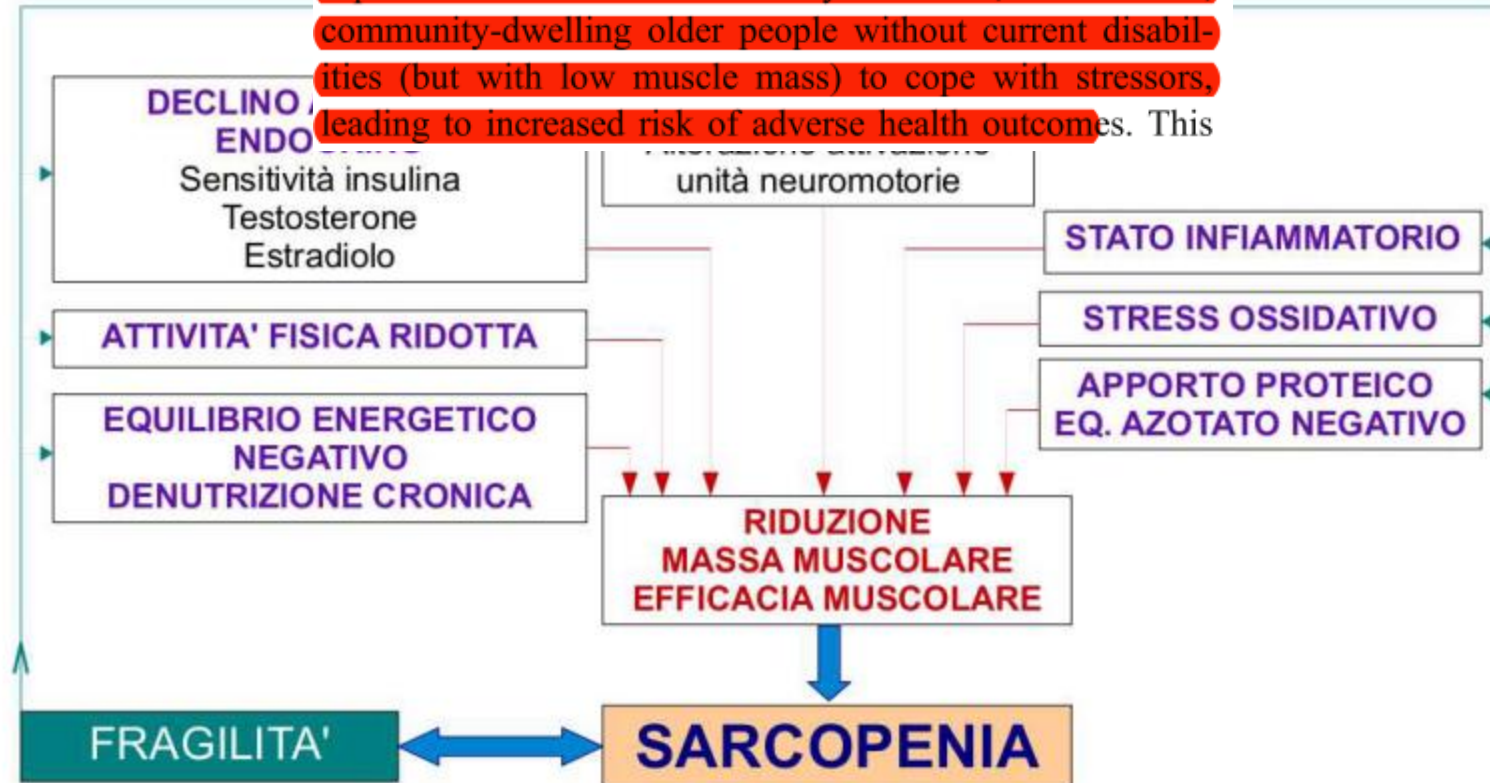 community-dwelling older people without current disabil-
ities (but with low muscle mass) to cope with stressors,
leading to increased risk of adverse health outcomes. This
DECLINO
Sensitività insulina
Testosterone
Estradiolo
unità neuromotorie
ATTIVITA' FISICA RIDOTTA
EQUILIBRIO ENERGETICO
NEGATIVO
DENUTRIZIONE CRONICA
STATO INFIAMMATORIO
STRESS OSSIDATIVO
APPORTO PROTEICO
EQ. AZOTATO NEGATIVO
RIDUZIONE
MASSA MUSCOLARE
EFFICACIA MUSCOLARE
FRAGILITA'
SARCOPENIA